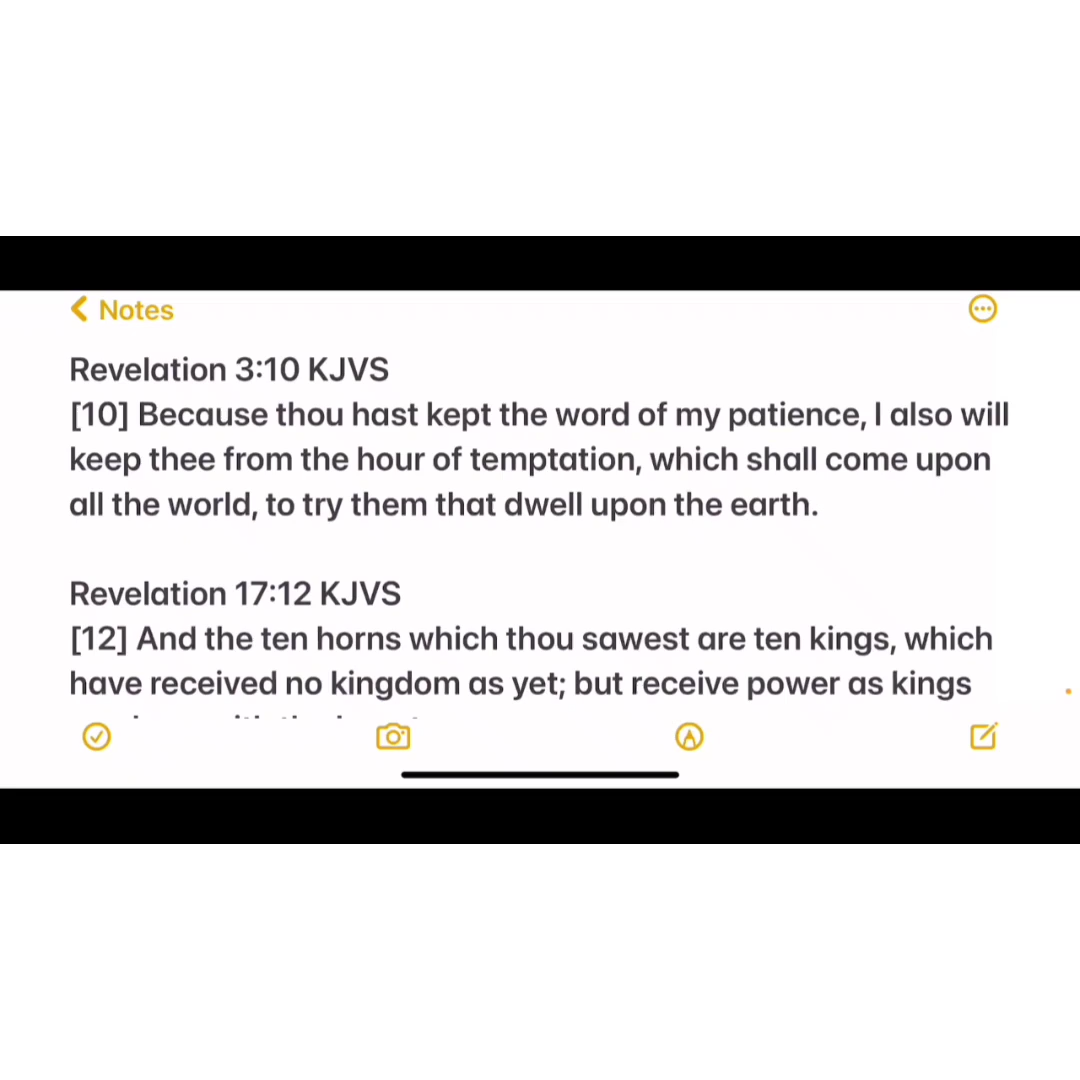 Notes
Revelation 3:10 KJVS
[10] Because thou hast kept the word of my patience, I also will
keep thee from the hour of temptation, which shall come upon
all the world, to try them that dwell upon the earth.
Revelation 17:12 KJVS
[12] And the ten horns which thou sawest are ten kings, which
have received no kingdom as yet; but receive power as kings